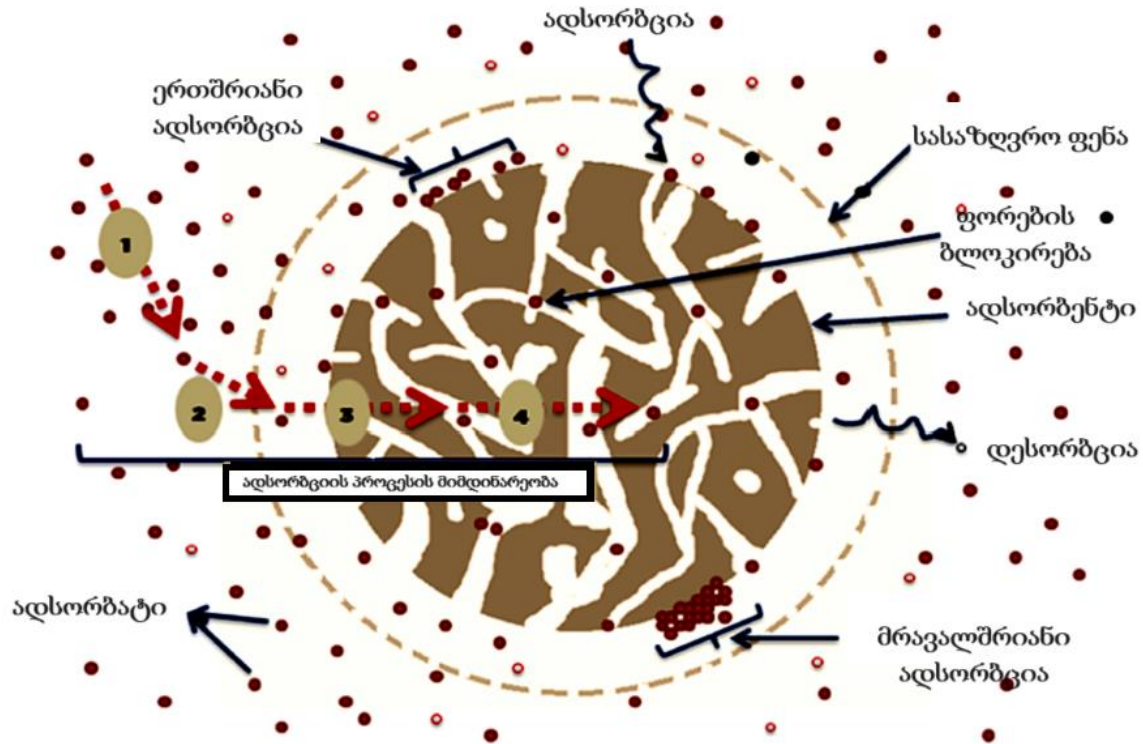 ადსორბცია
ერთშრიანი
ადსორბცია
სასაზღვრო ფენა
ფორების
ბლოკირება
ადსორბენტი
1
2
3
4
დესორბცია
ადსორბციის პროცესის მიმდინარეობა
ადსორბატი
მრავალშრიანი
ადსორბცია